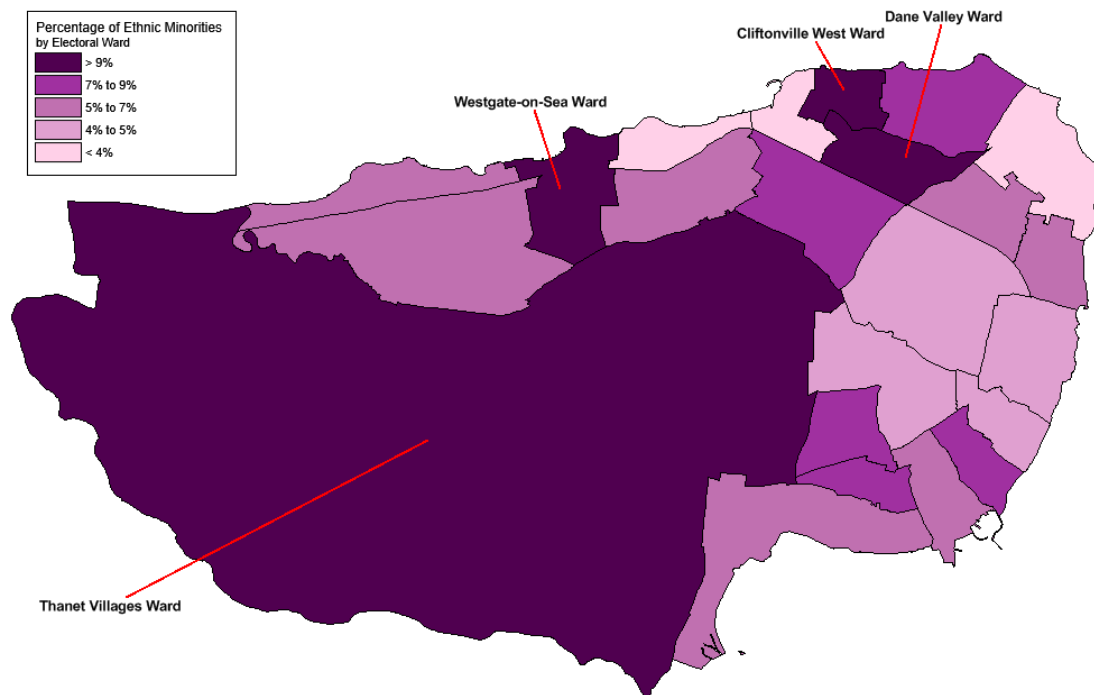 Percentage of Ethnic Minorities
by Electoral Ward
> 9%
7% to 9%
5% to 7%
4% to 5%
< 4%
Dane Valley Ward
Cliftonville West Ward
Westgate-on-Sea Ward
Thanet Villages Ward